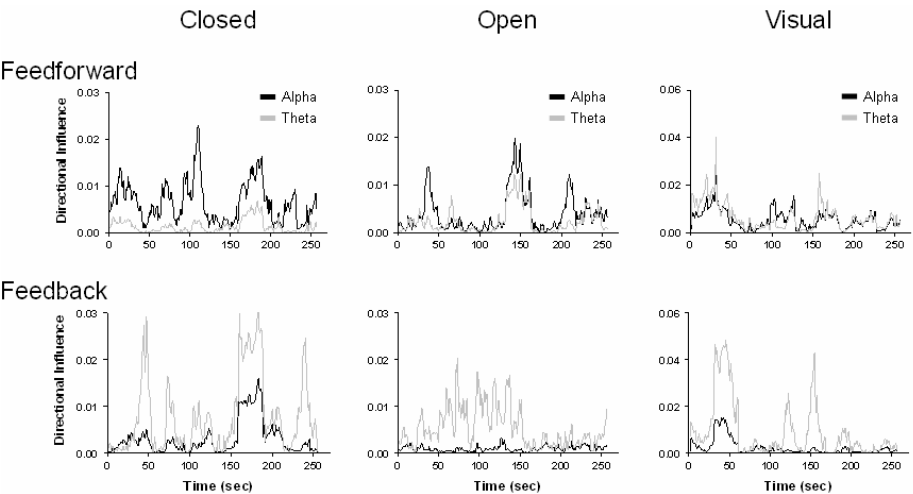 Closed Open Visual
Feedforward
Directional Influence
0.03
0.02
0.01
0.00
0 50 100 150 200 250
Alpha
Theta
0.03
0.02
0.01
0.00
0 50 100 150 200 250
Alpha
Theta
0.06
0.04
0.02
0.00
0 50 100 150 200 250
Alpha
Theta
Feedback
Directional Influence
0.03
0.02
0.01
0.00
0 50 100 150 200 250
Time (sec)
0.03
0.02
0.01
0.00
0 50 100 150 200 250
Time (sec)
0.06
0.04
0.02
0.00
0 50 100 150 200 250
Time (sec)